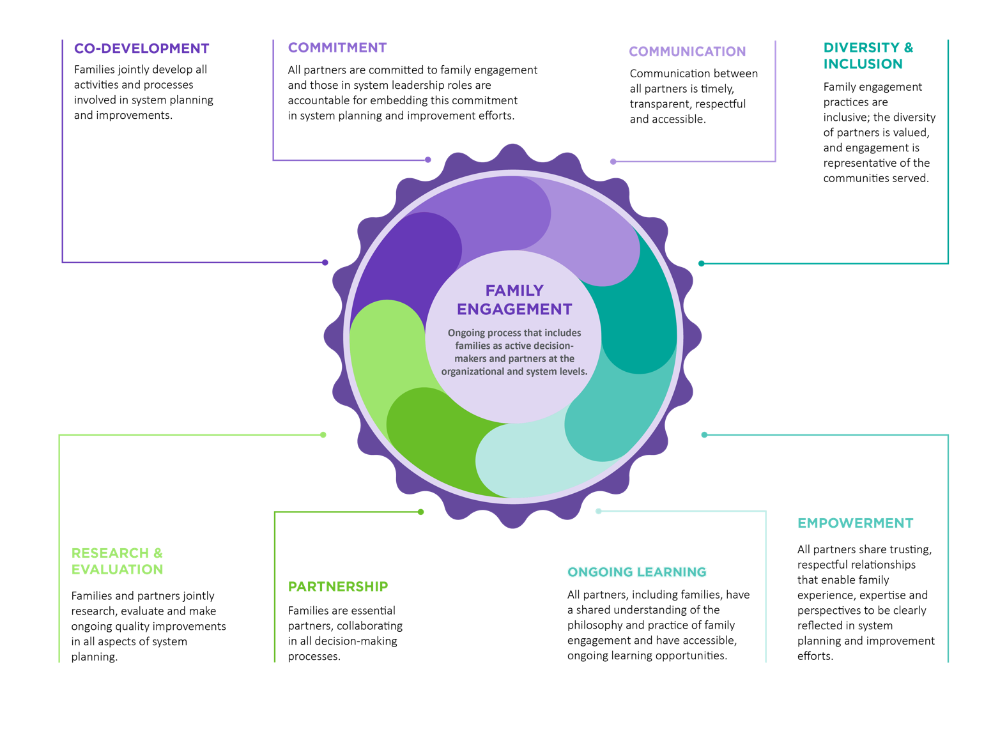 CO-DEVELOPMENT
Families jointly develop all
activities and processes
involved in system planning
and improvements.
COMMITMENT
All partners are committed to family engagement
and those in system leadership roles are
accountable for embedding this commitment
in system planning and improvement efforts.
COMMUNICATION
Communication between
all partners is timely,
transparent, respectful
and accessible.
DIVERSITY &
INCLUSION
Family engagement
practices are
inclusive; the diversity
of partners is valued,
and engagement is
representative of the
communities served.
FAMILY
ENGAGEMENT
Ongoing process that includes
families as active decision-
makers and partners at the
organizational and system levels.
RESEARCH &
EVALUATION
Families and partners jointly
research, evaluate and make
ongoing quality improvements
in all aspects of system
planning.
PARTNERSHIP
Families are essential
partners, collaborating
in all decision-making
processes.
ONGOING LEARNING
All partners, including families, have
a shared understanding of the
philosophy and practice of family
engagement and have accessible,
ongoing learning opportunities.
EMPOWERMENT
All partners share trusting,
respectful relationships
that enable family
experience, expertise and
perspectives to be clearly
reflected in system
planning and improvement
efforts.